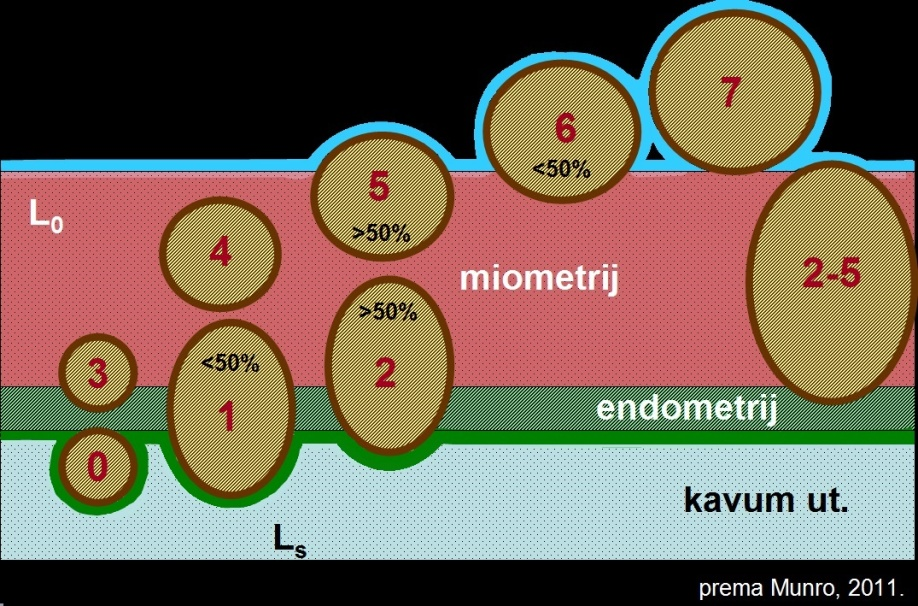 7
6
<50%
5
>50%
L0
4
miometrij
2-5
>50%
<50%
3
2
1
endometrij
0
kavum ut.
Ls
prema Munro, 2011.